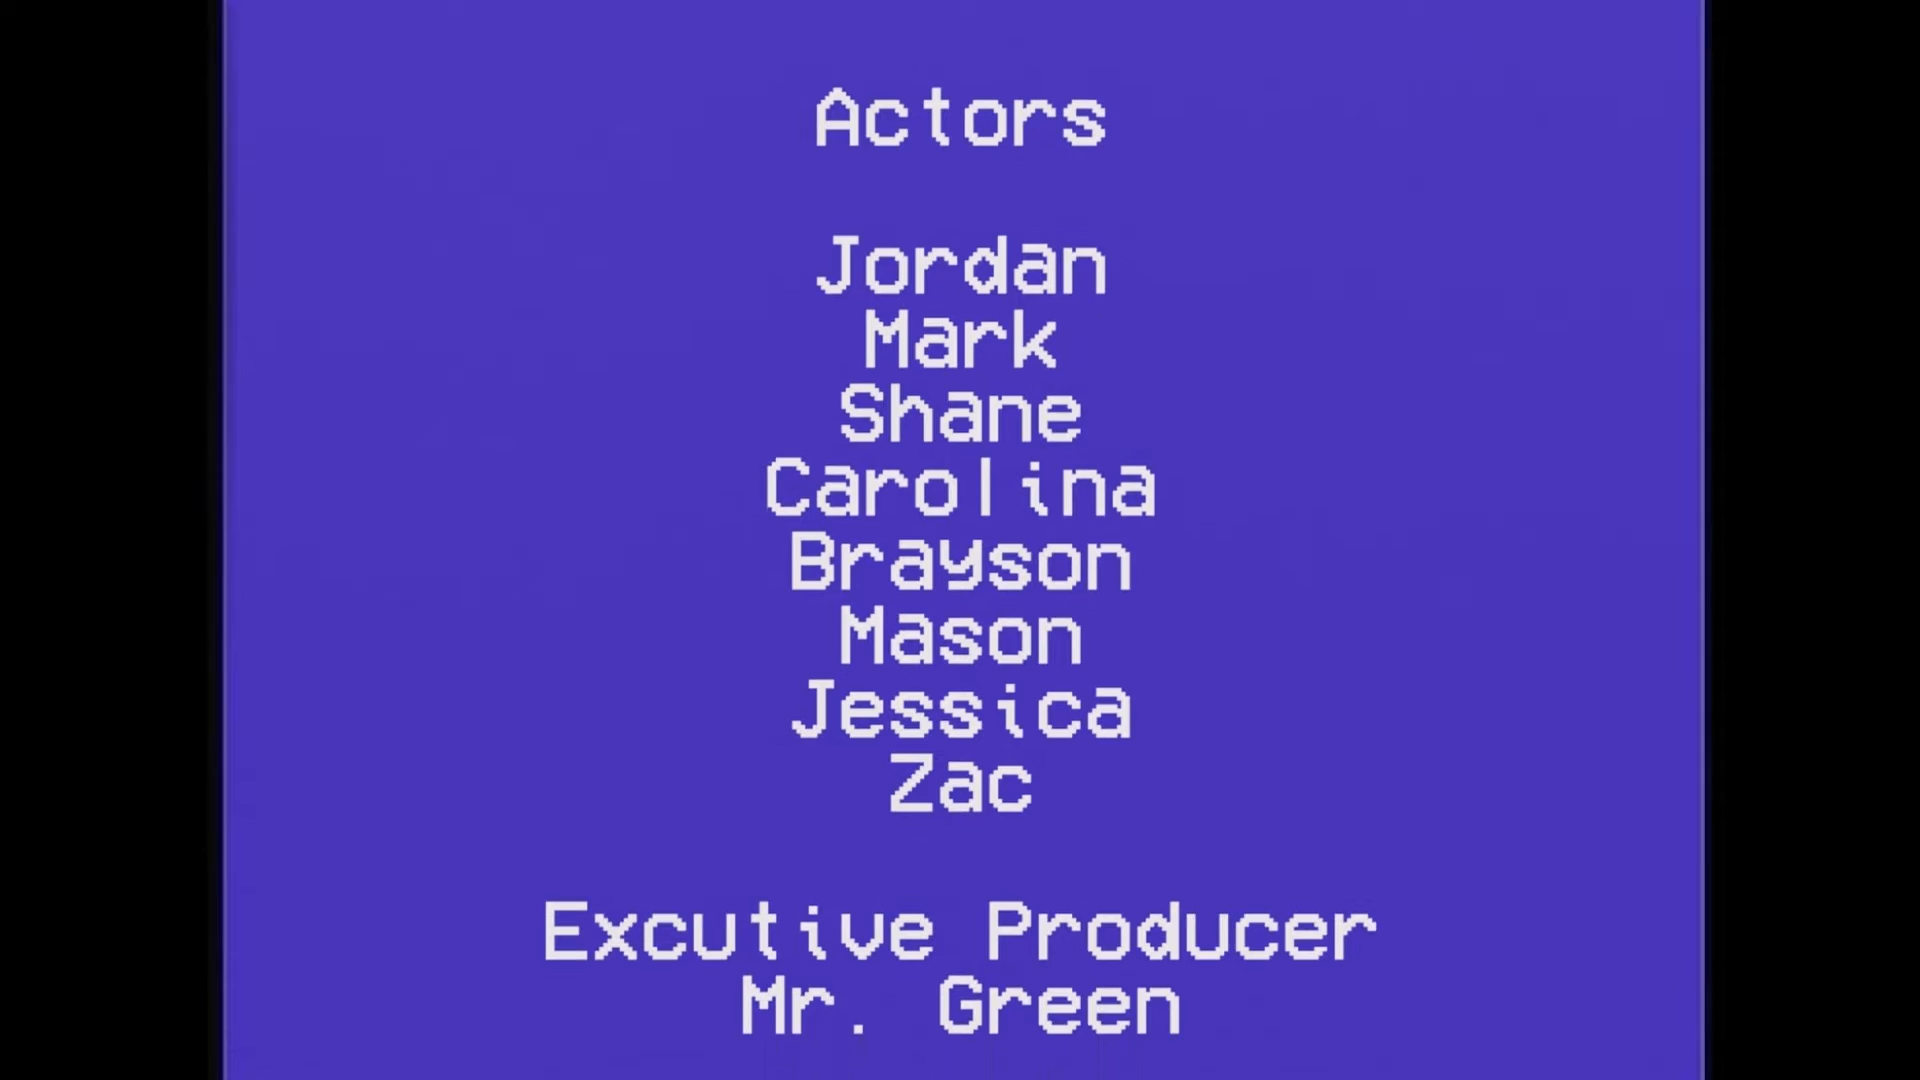 Actors
Jordan
Mark
Shane
Carolina
Brayson
Mason
Jessica
Zac
Excutive Producer
Mr. Green